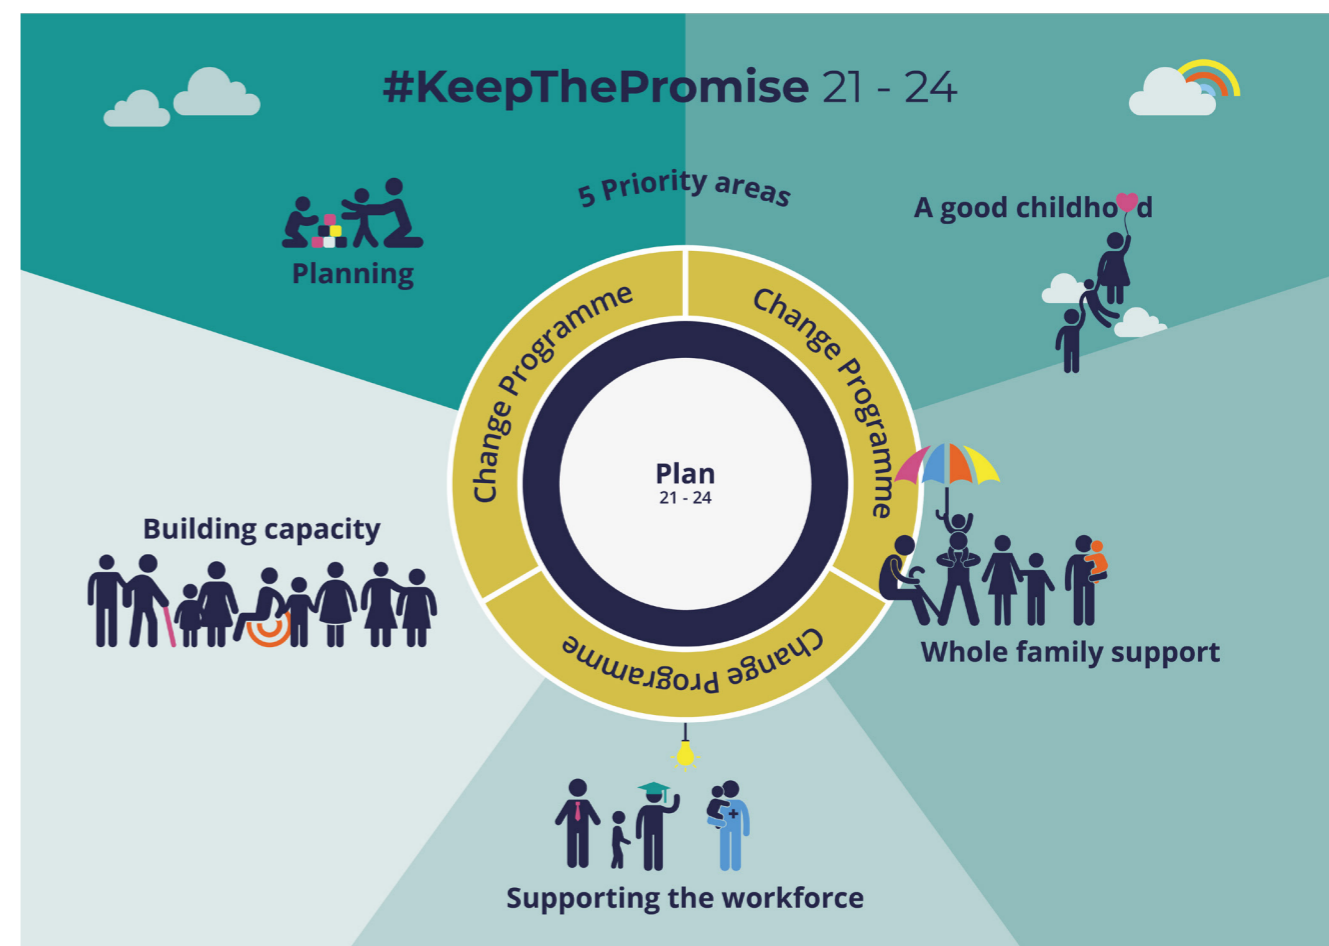 #KeepThePromise 21 - 24
5 Priority areas
Planning
A good childhood
Change Programme
Change Programme
Plan
21 - 24
Building capacity
Whole family support
Change Programme
Supporting the workforce